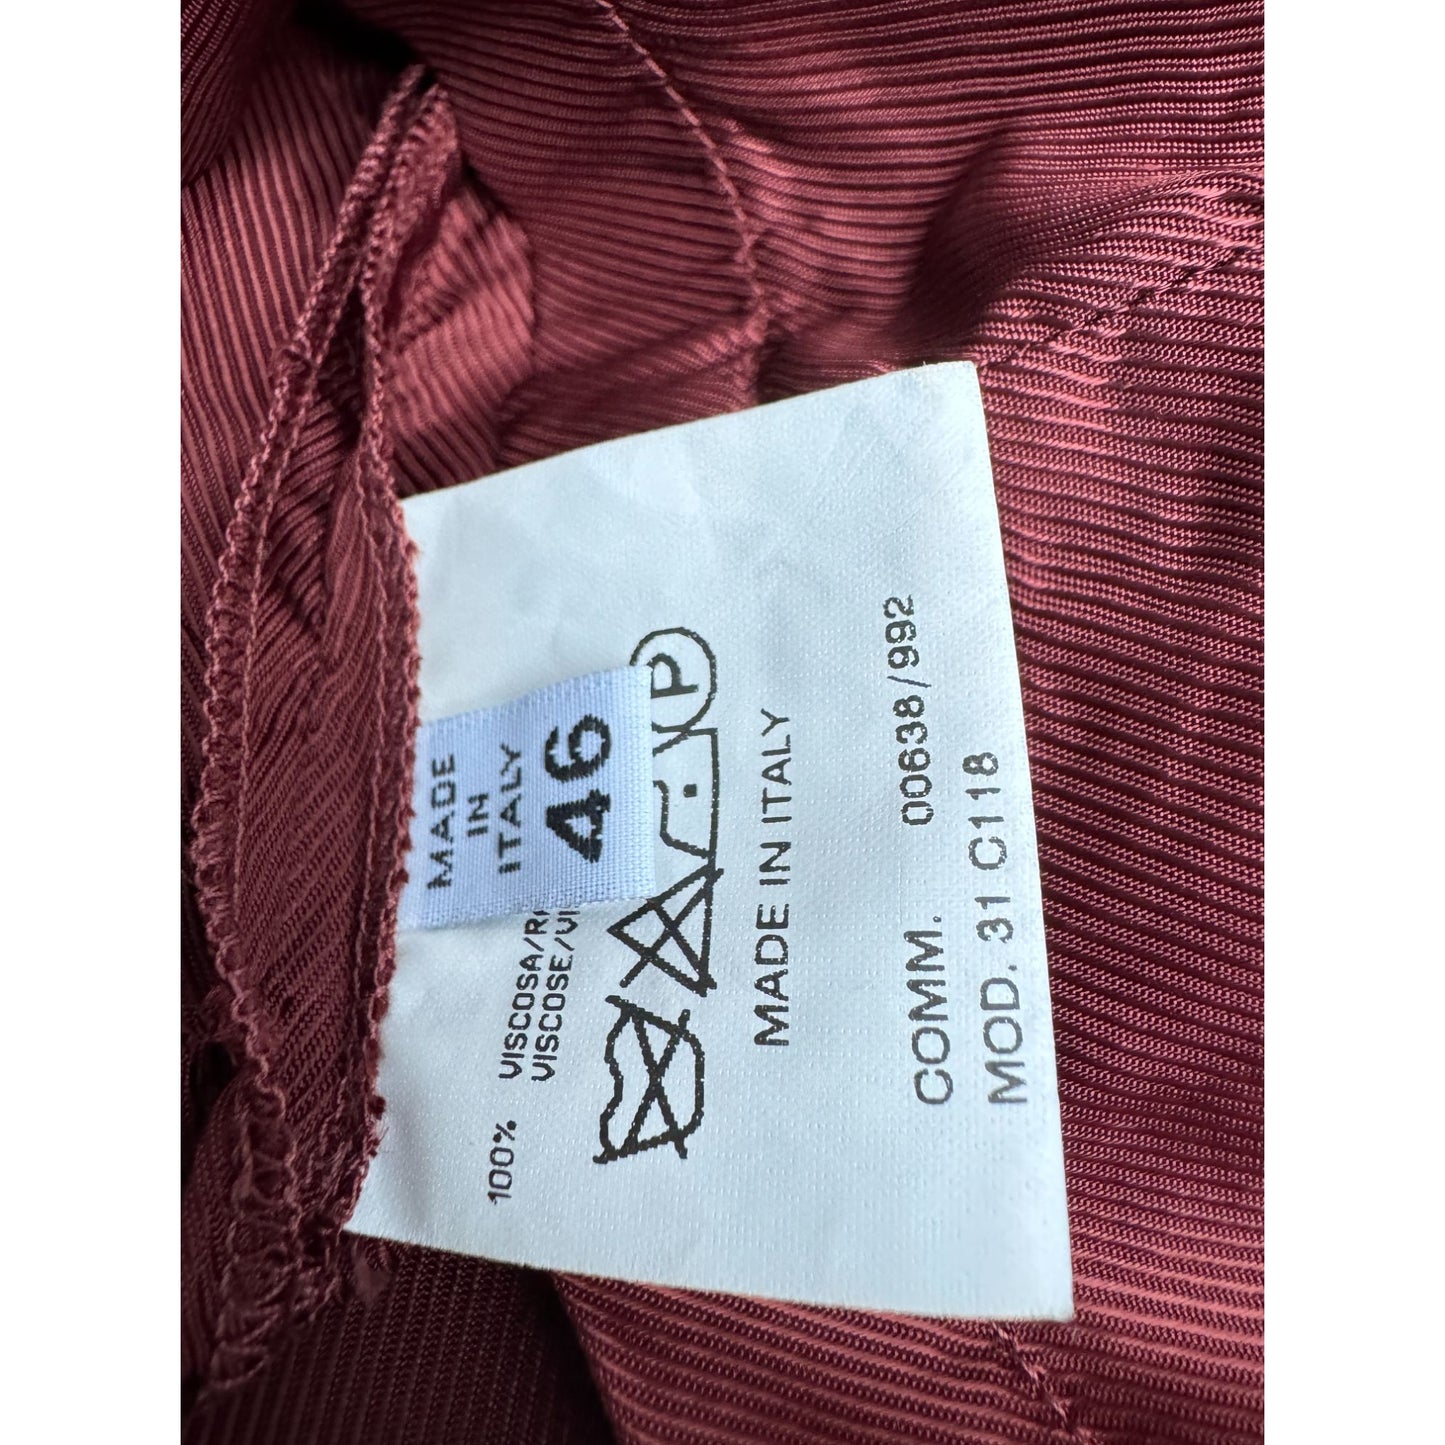 MADE
IN
ITALY
46
100% VISCOSA/
VISCOSE/
P
MADE IN ITALY
COMM. 00638/992
MOD. 31 C118